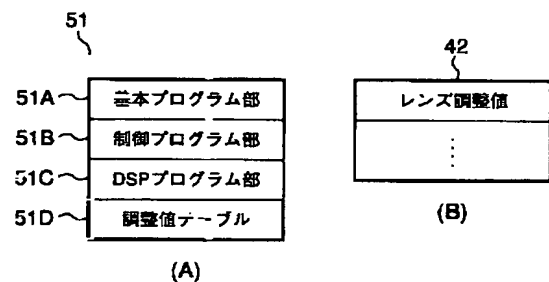 51
51A 基本プログラム部
51B 制御プログラム部
51C DSPプログラム部
51D 調整値テーブル
(A)
42
レンズ調整値
(B)